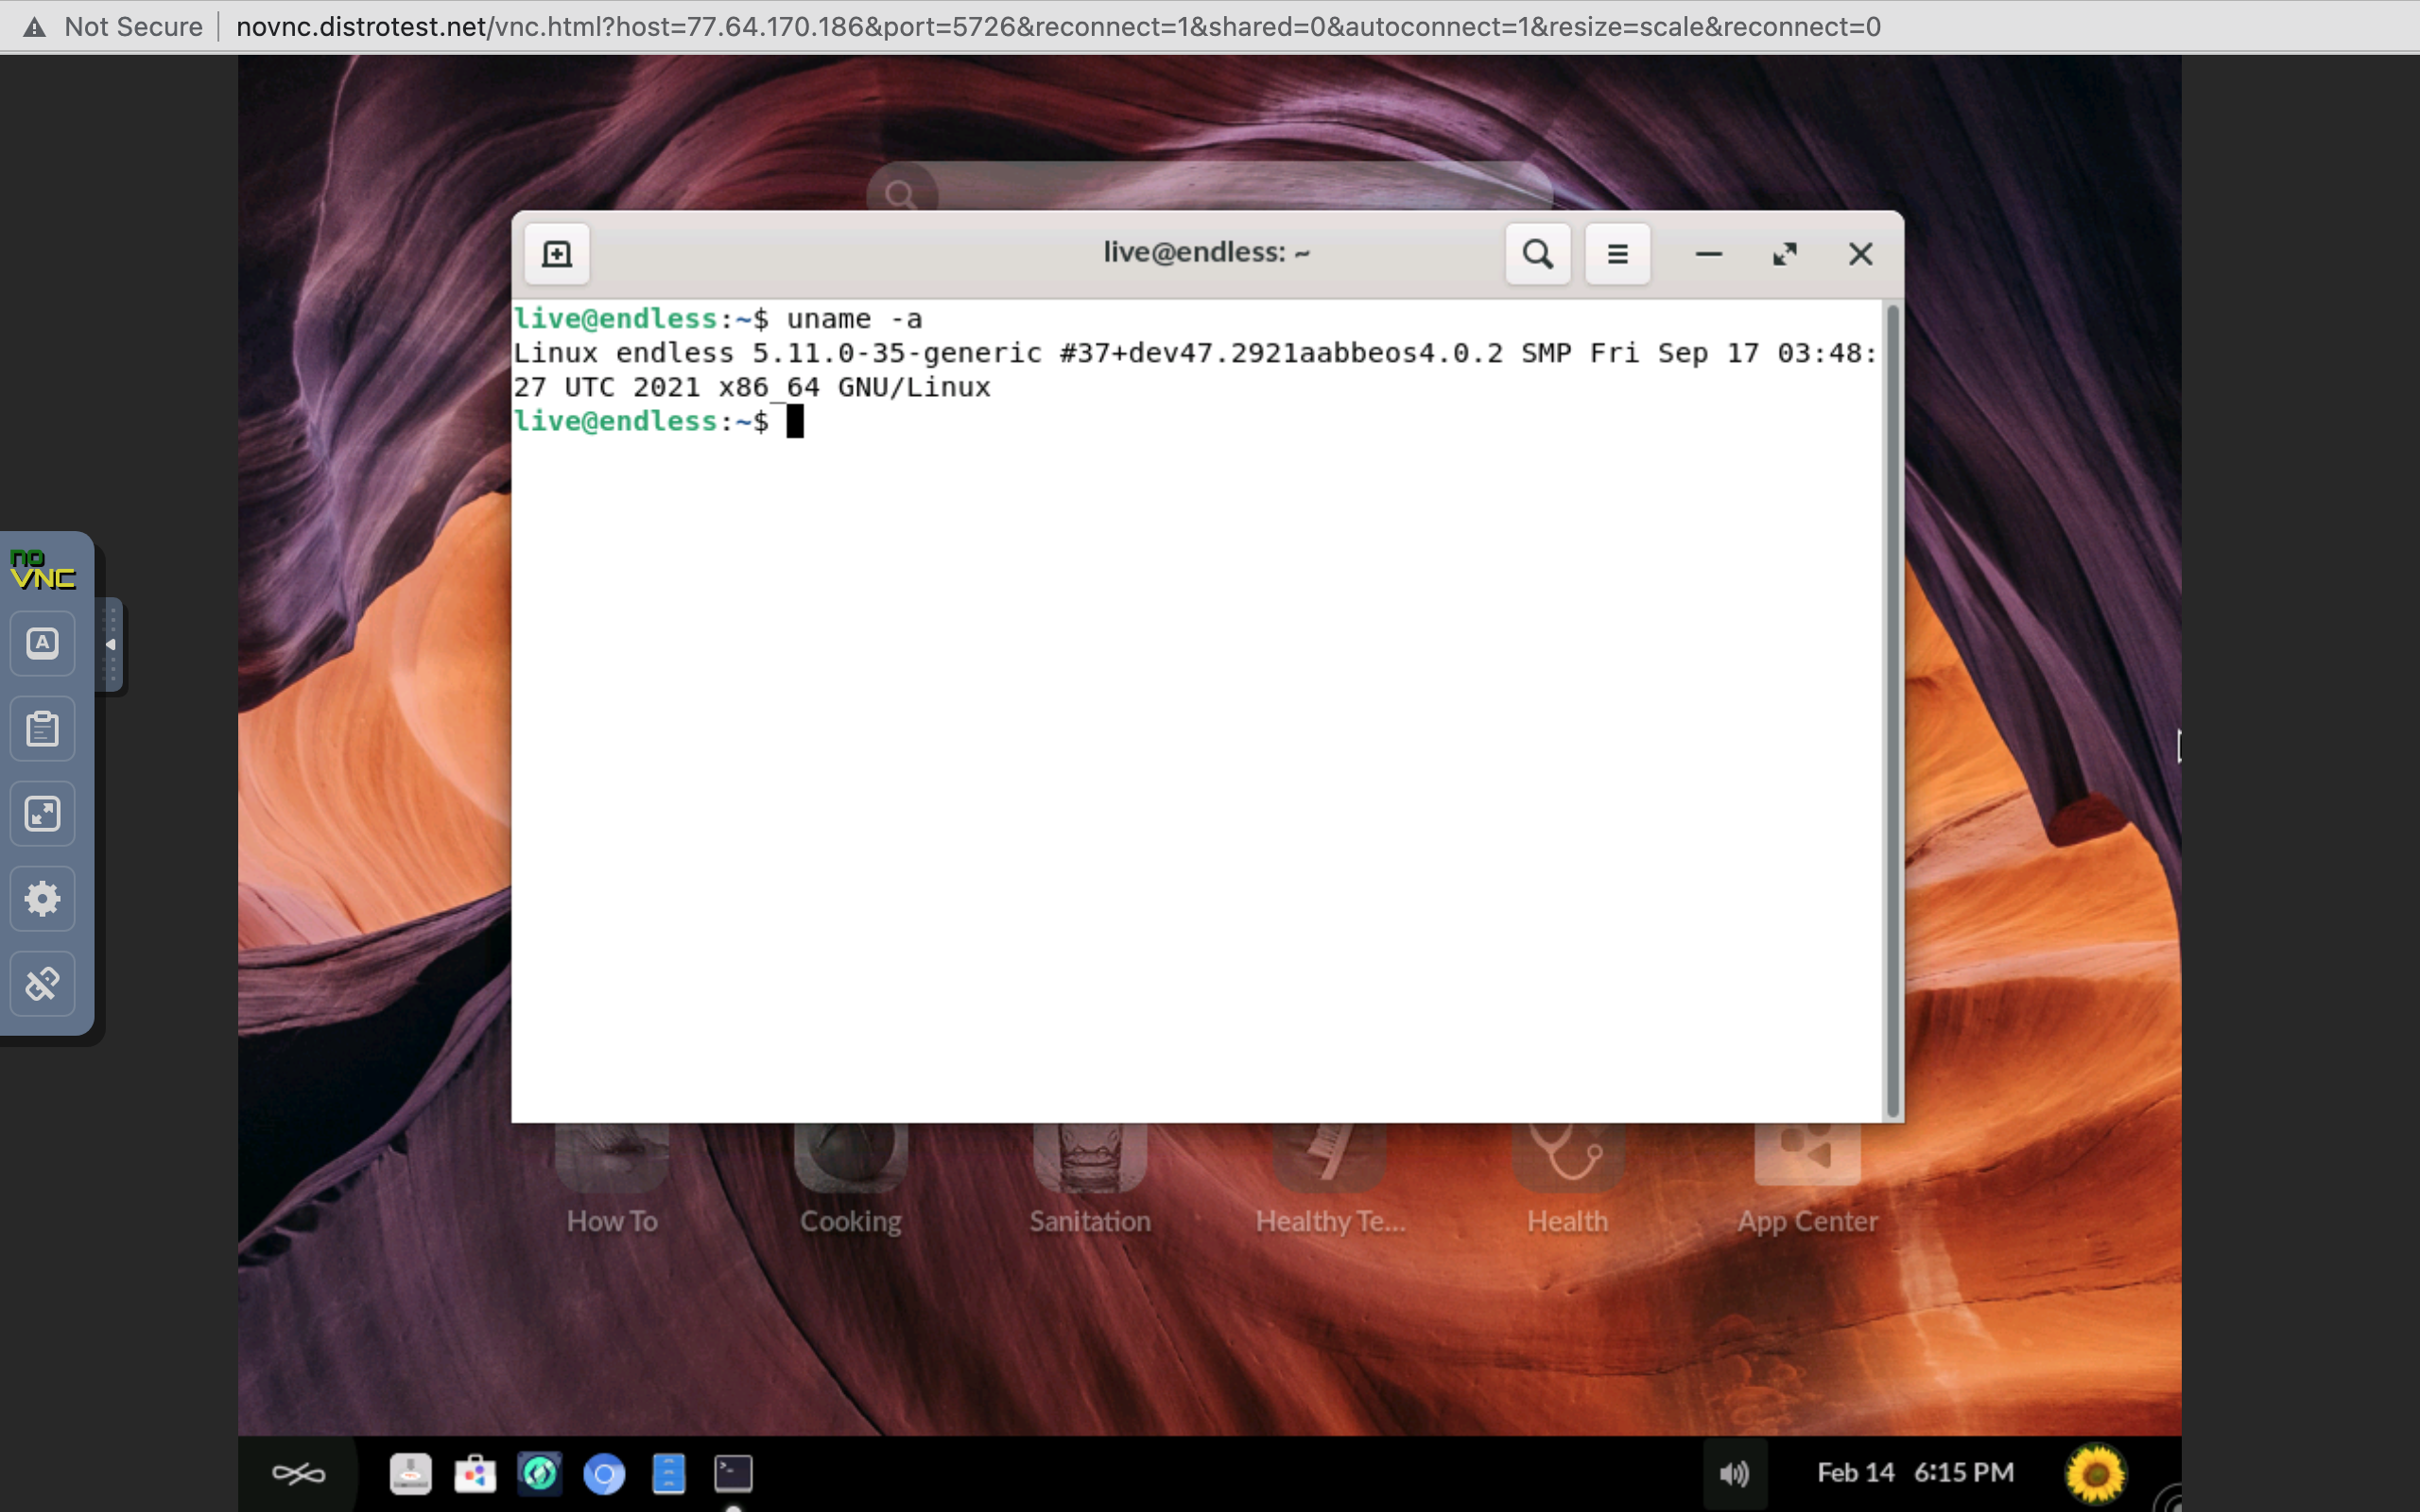 Not Secure novnc.distrotest.net/vnc.html?host=77.64.170.186&port=5726&reconnect=1&shared=0&autoconnect=1&resize=scale&reconnect=0
live@endless: ~
live@endless:~$ uname -a
Linux endless 5.11.0-35-generic #37+dev47.2921aabbeos4.0.2 SMP Fri Sep 17 03:48:
27 UTC 2021 x86_64 GNU/Linux
live@endless:~$
no
VNC
A
How To Cooking Sanitation Healthy Te... Health App Center
Feb 14 6:15 PM